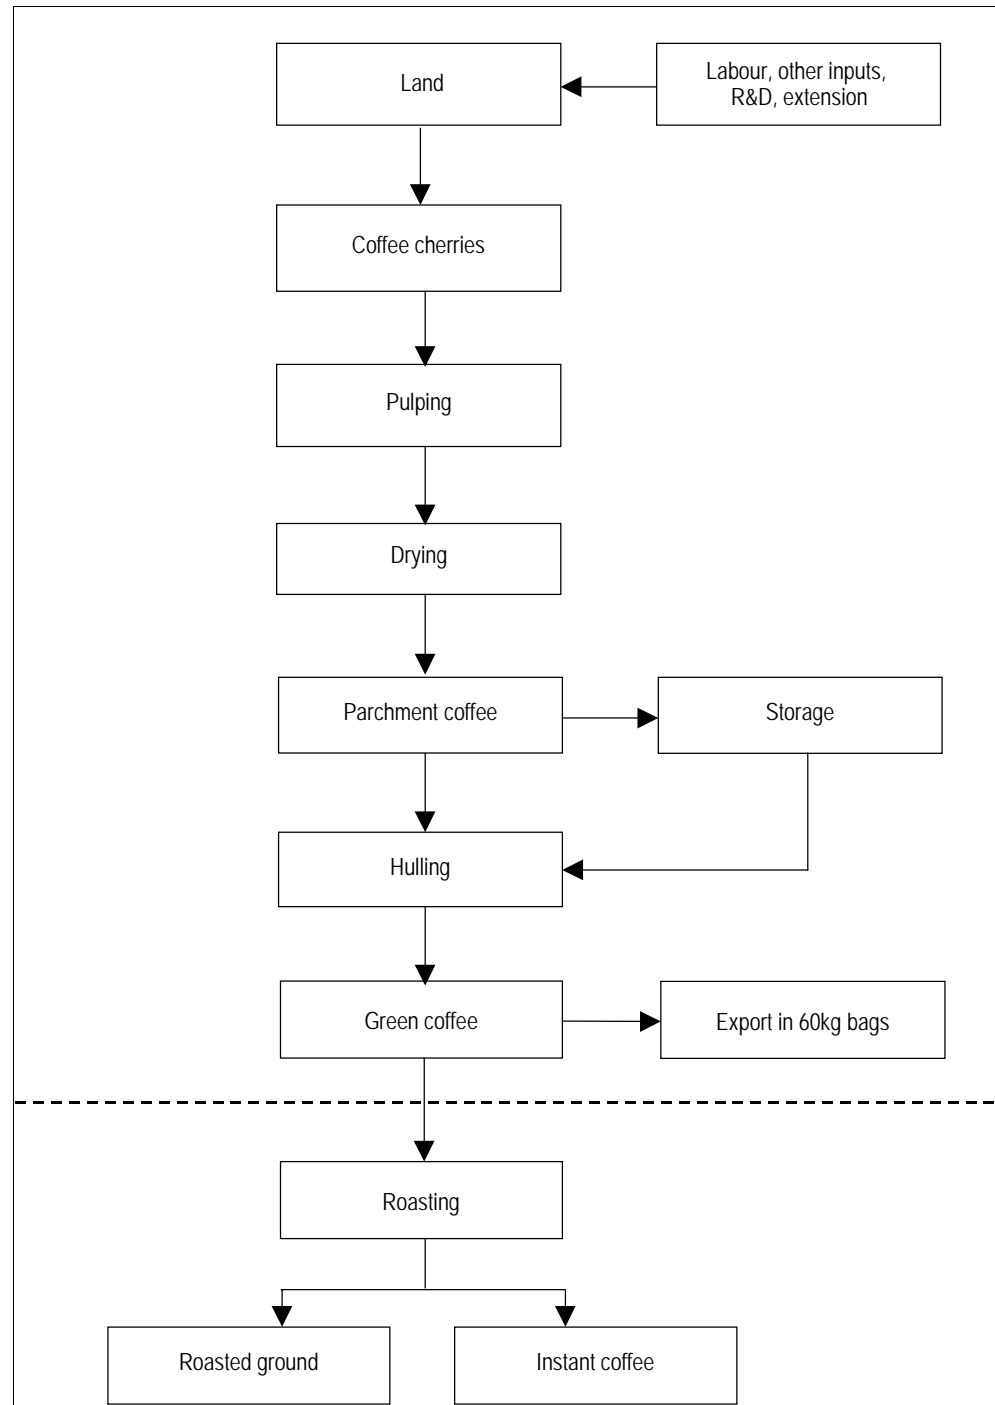 Land
Labour, other inputs,
R&D, extension
Coffee cherries
Pulping
Drying
Parchment coffee
Storage
Hulling
Green coffee
Export in 60kg bags
Roasting
Roasted ground
Instant coffee